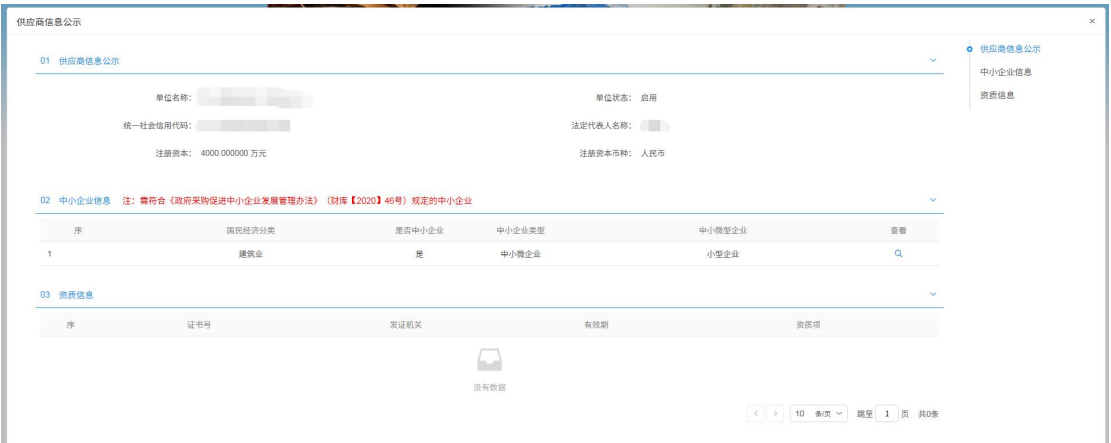 供应商信息公示 ×
01 供应商信息公示
单位名称： 单位状态： 启用
统一社会信用代码： 法定代表人名称：
注册资本： 4000.000000 万元 注册资本币种： 人民币
02 中小企业信息 注：需符合《政府采购促进中小企业发展管理办法》（财库【2020】46号）规定的中小企业
序 国民经济分类 是否中小企业 中小企业类型 中小微型企业 查看
1 建筑业 是 中小微企业 小型企业
03 资质信息
序 证书号 发证机关 有效期 资质项
没有数据
< > 10 条/页 跳至 1 页 共0条
供应商信息公示
中小企业信息
资质信息